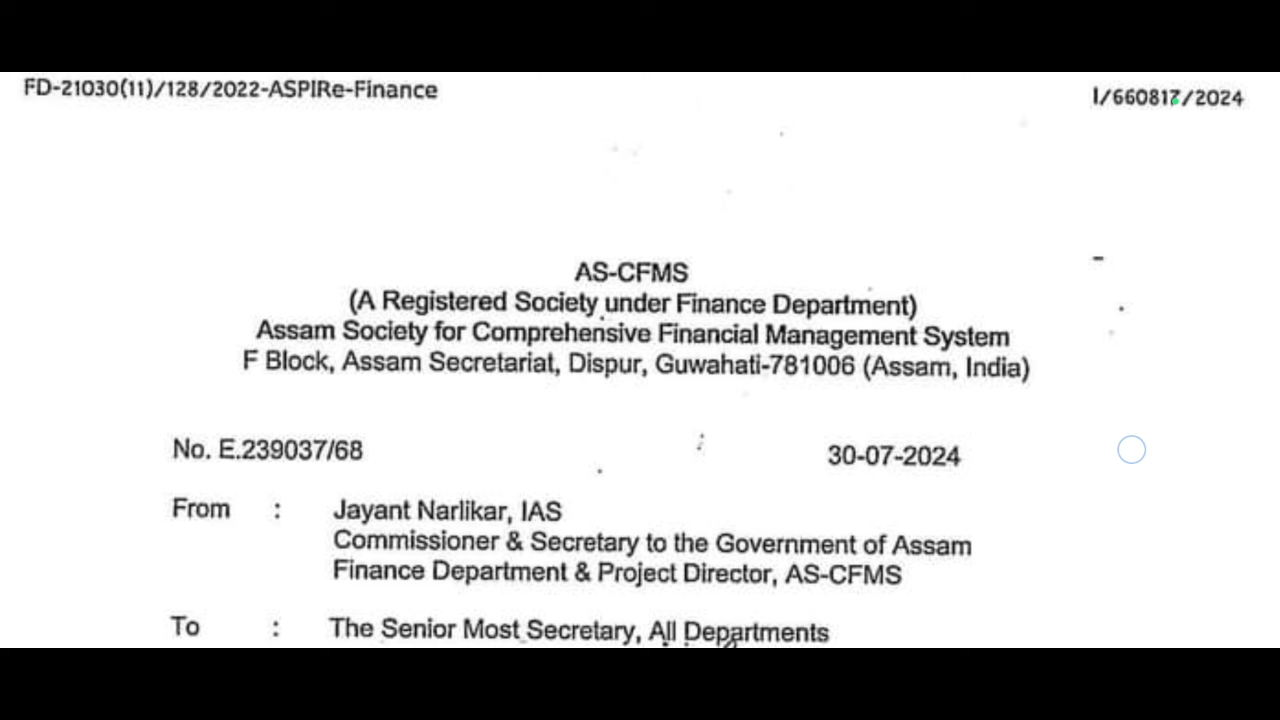 FD-21030(11)/128/2022-ASPIRe-Finance
I/660817/2024
AS-CFMS
(A Registered Society under Finance Department)
Assam Society for Comprehensive Financial Management System
F Block, Assam Secretariat, Dispur, Guwahati-781006 (Assam, India)
No. E.239037/68
30-07-2024
From :
Jayant Narlikar, IAS
Commissioner & Secretary to the Government of Assam
Finance Department & Project Director, AS-CFMS
To :
The Senior Most Secretary, All Departments